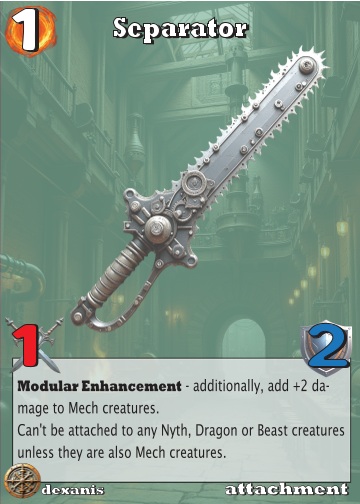 1
Separator
1
2
Modular Enhancement - additionally, add +2 da-
mage to Mech creatures.
Can't be attached to any Nyth, Dragon or Beast creatures
unless they are also Mech creatures.
dexanis
attachment